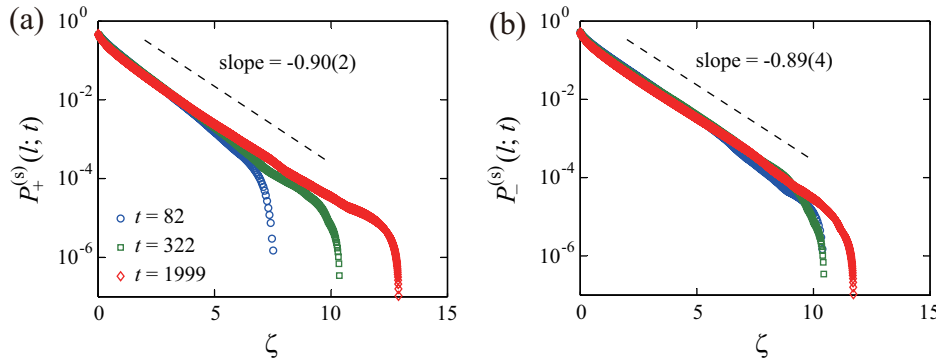 (a)
10^0
10^-2
10^-4
10^-6
P_+^(s)(l; t)
slope = -0.90(2)
t = 82
t = 322
t = 1999
0 5 10 15
ζ
(b)
10^0
10^-2
10^-4
10^-6
P_-^(s)(l; t)
slope = -0.89(4)
0 5 10 15
ζ